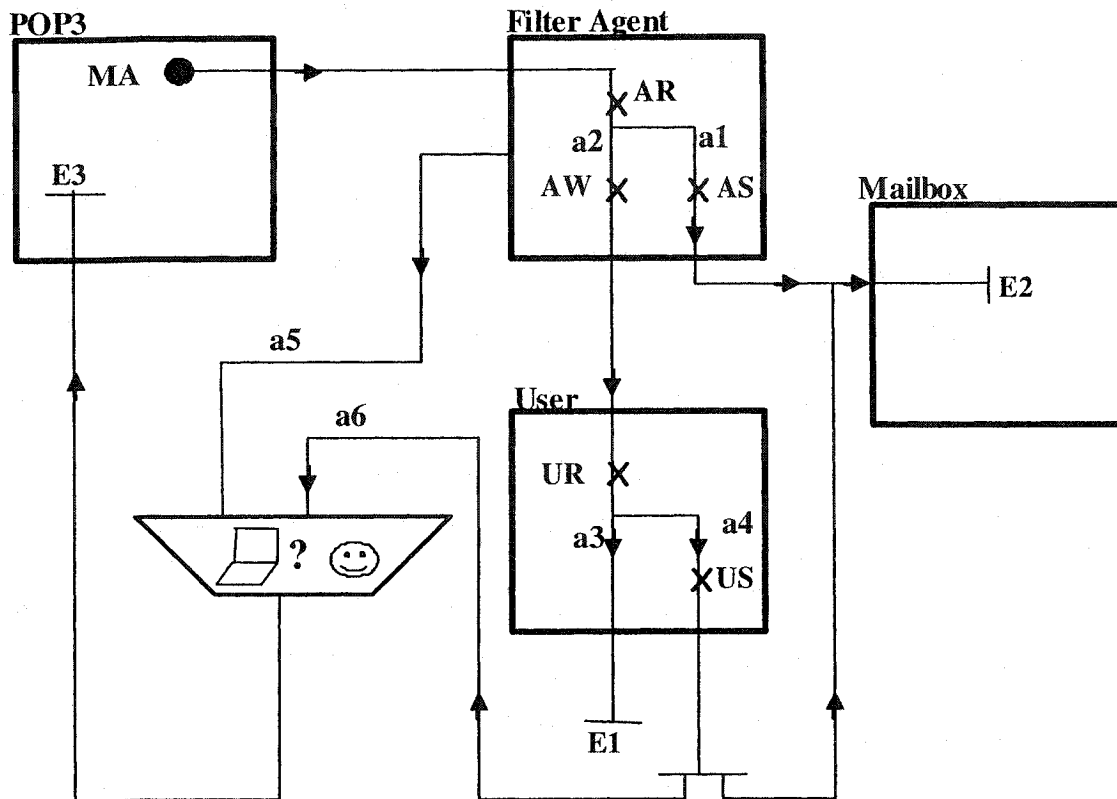 POP3
Filter Agent
MA
AR
a2
a1
E3
AW
AS
Mailbox
E2
a5
User
a6
UR
a3
a4
?
US
E1